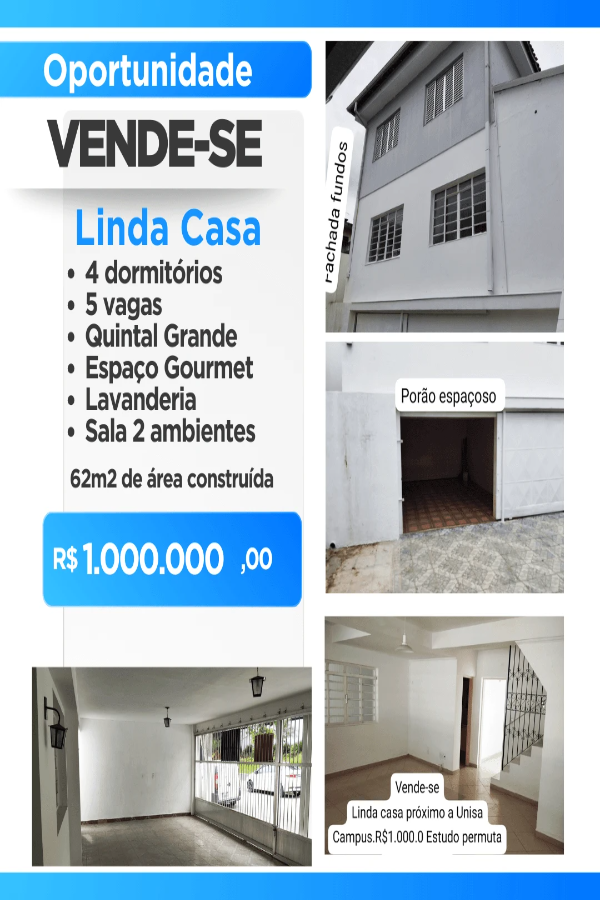 Oportunidade
VENDE-SE
Linda Casa
• 4 dormitórios
• 5 vagas
• Quintal Grande
• Espaço Gourmet
• Lavanderia
• Sala 2 ambientes
62m2 de área construída
R$ 1.000.000 ,00
Fachada fundos
Porão espaçoso
Vende-se
Linda casa próximo a Unisa
Campus.R$1.000.0 Estudo permuta